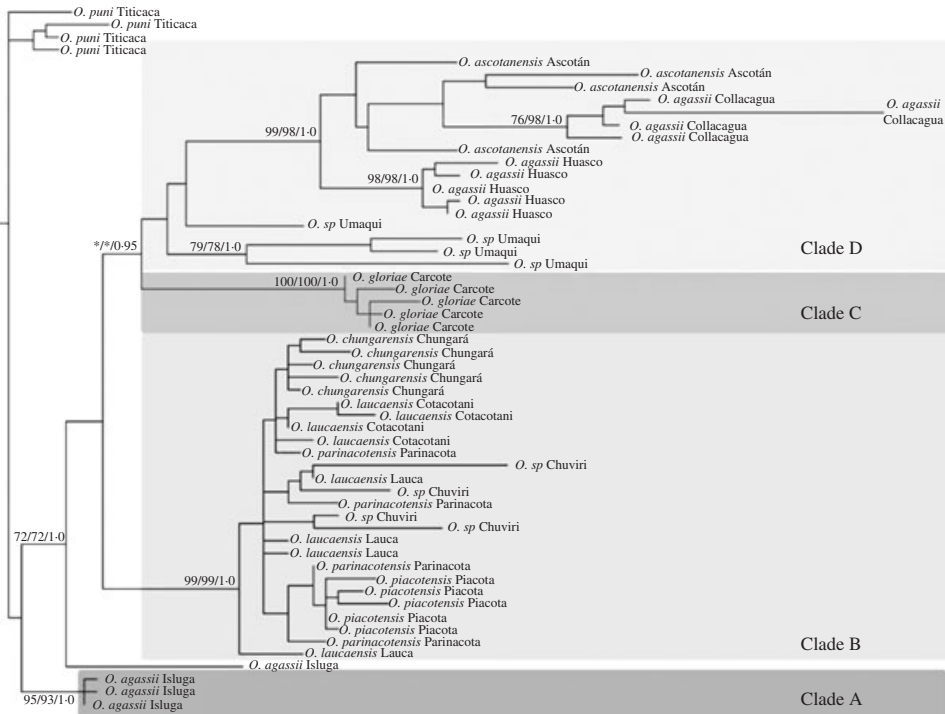 O. puni Titicaca
O. puni Titicaca
O. puni Titicaca
O. puni Titicaca
O. ascotanensis Ascotán
O. ascotanensis Ascotán
O. ascotanensis Ascotán
O. agassii Collacagua
O. agassii
Collacagua
76/98/1·0
O. agassii Collacagua
O. agassii Collacagua
99/98/1·0
O. ascotanensis Ascotán
O. agassii Huasco
O. agassii Huasco
98/98/1·0
O. agassii Huasco
O. agassii Huasco
O. agassii Huasco
O. sp Umaqui
O. sp Umaqui
*/*/0·95
79/78/1·0
O. sp Umaqui
O. sp Umaqui
Clade D
O. gloriae Carcote
100/100/1·0
O. gloriae Carcote
O. gloriae Carcote
O. gloriae Carcote
O. gloriae Carcote
Clade C
O. chungarensis Chungará
O. chungarensis Chungará
O. chungarensis Chungará
O. chungarensis Chungará
O. chungarensis Chungará
O. laucaensis Cotacotani
O. laucaensis Cotacotani
O. laucaensis Cotacotani
O. laucaensis Cotacotani
O. parinacotensis Parinacota
O. sp Chuviri
O. laucaensis Lauca
O. sp Chuviri
O. parinacotensis Parinacota
O. sp Chuviri
O. sp Chuviri
72/72/1·0
O. laucaensis Lauca
O. laucaensis Lauca
O. parinacotensis Parinacota
99/99/1·0
O. piacotensis Piacota
O. piacotensis Piacota
O. piacotensis Piacota
O. piacotensis Piacota
O. piacotensis Piacota
O. parinacotensis Parinacota
O. laucaensis Lauca
Clade B
O. agassii Isluga
O. agassii Isluga
O. agassii Isluga
95/93/1·0
O. agassii Isluga
Clade A